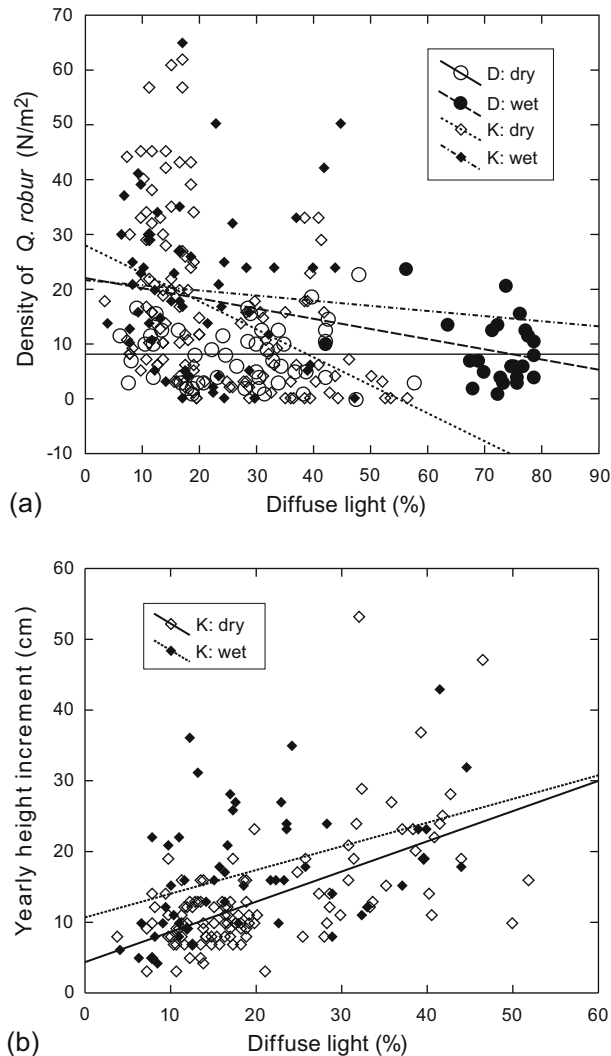 70
60
50
40
30
20
10
0
-10
Density of Q. robur (N/m²)
D: dry
D: wet
K: dry
K: wet
0 10 20 30 40 50 60 70 80 90
(a) Diffuse light (%)
60
50
40
30
20
10
0
Yearly height increment (cm)
K: dry
K: wet
0 10 20 30 40 50 60
(b) Diffuse light (%)